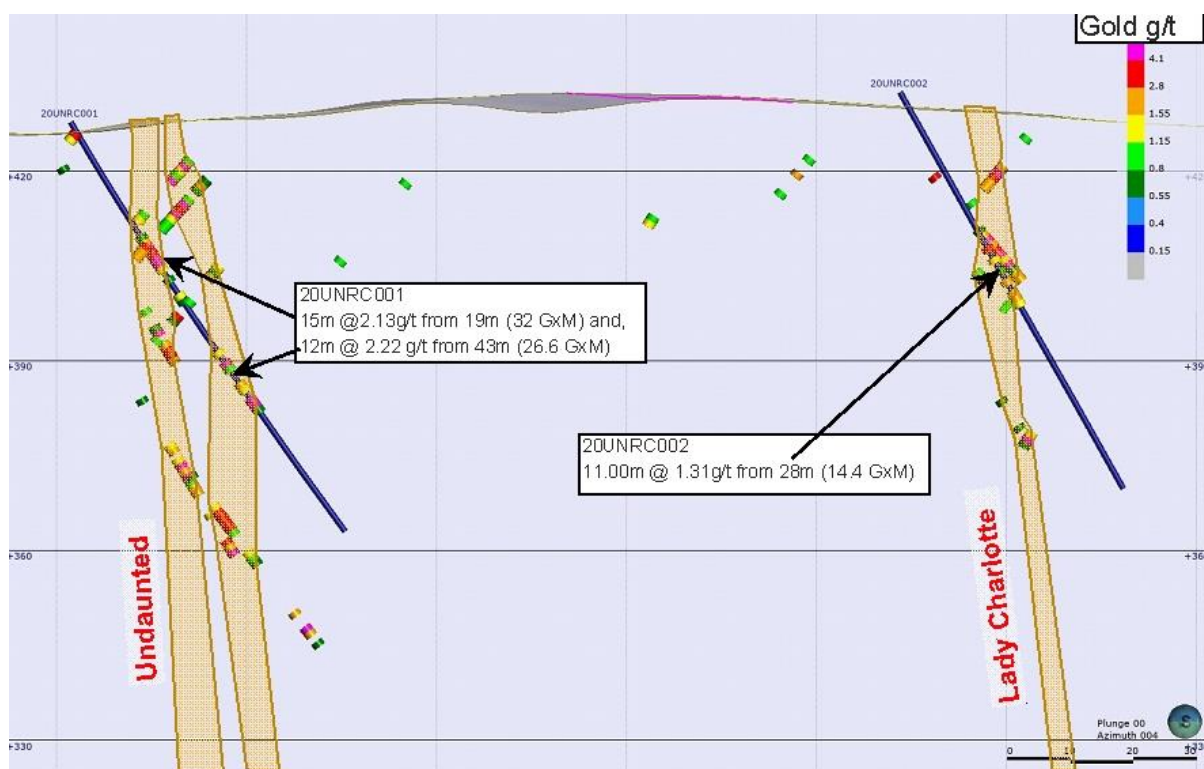 Gold g/t
4.1
2.8
1.55
1.15
0.8
0.55
0.4
0.15
20UNRC001
20UNRC002
+420
+42
20UNRC001
15m @2.13g/t from 19m (32 GxM) and,
12m @ 2.22 g/t from 43m (26.6 GxM)
+390
+39
20UNRC002
11.00m @ 1.31g/t from 28m (14.4 GxM)
Undaunted
Lady Charlotte
+360
+36
Plunge 00
Azimuth 004
S
+330
0 10 20 30